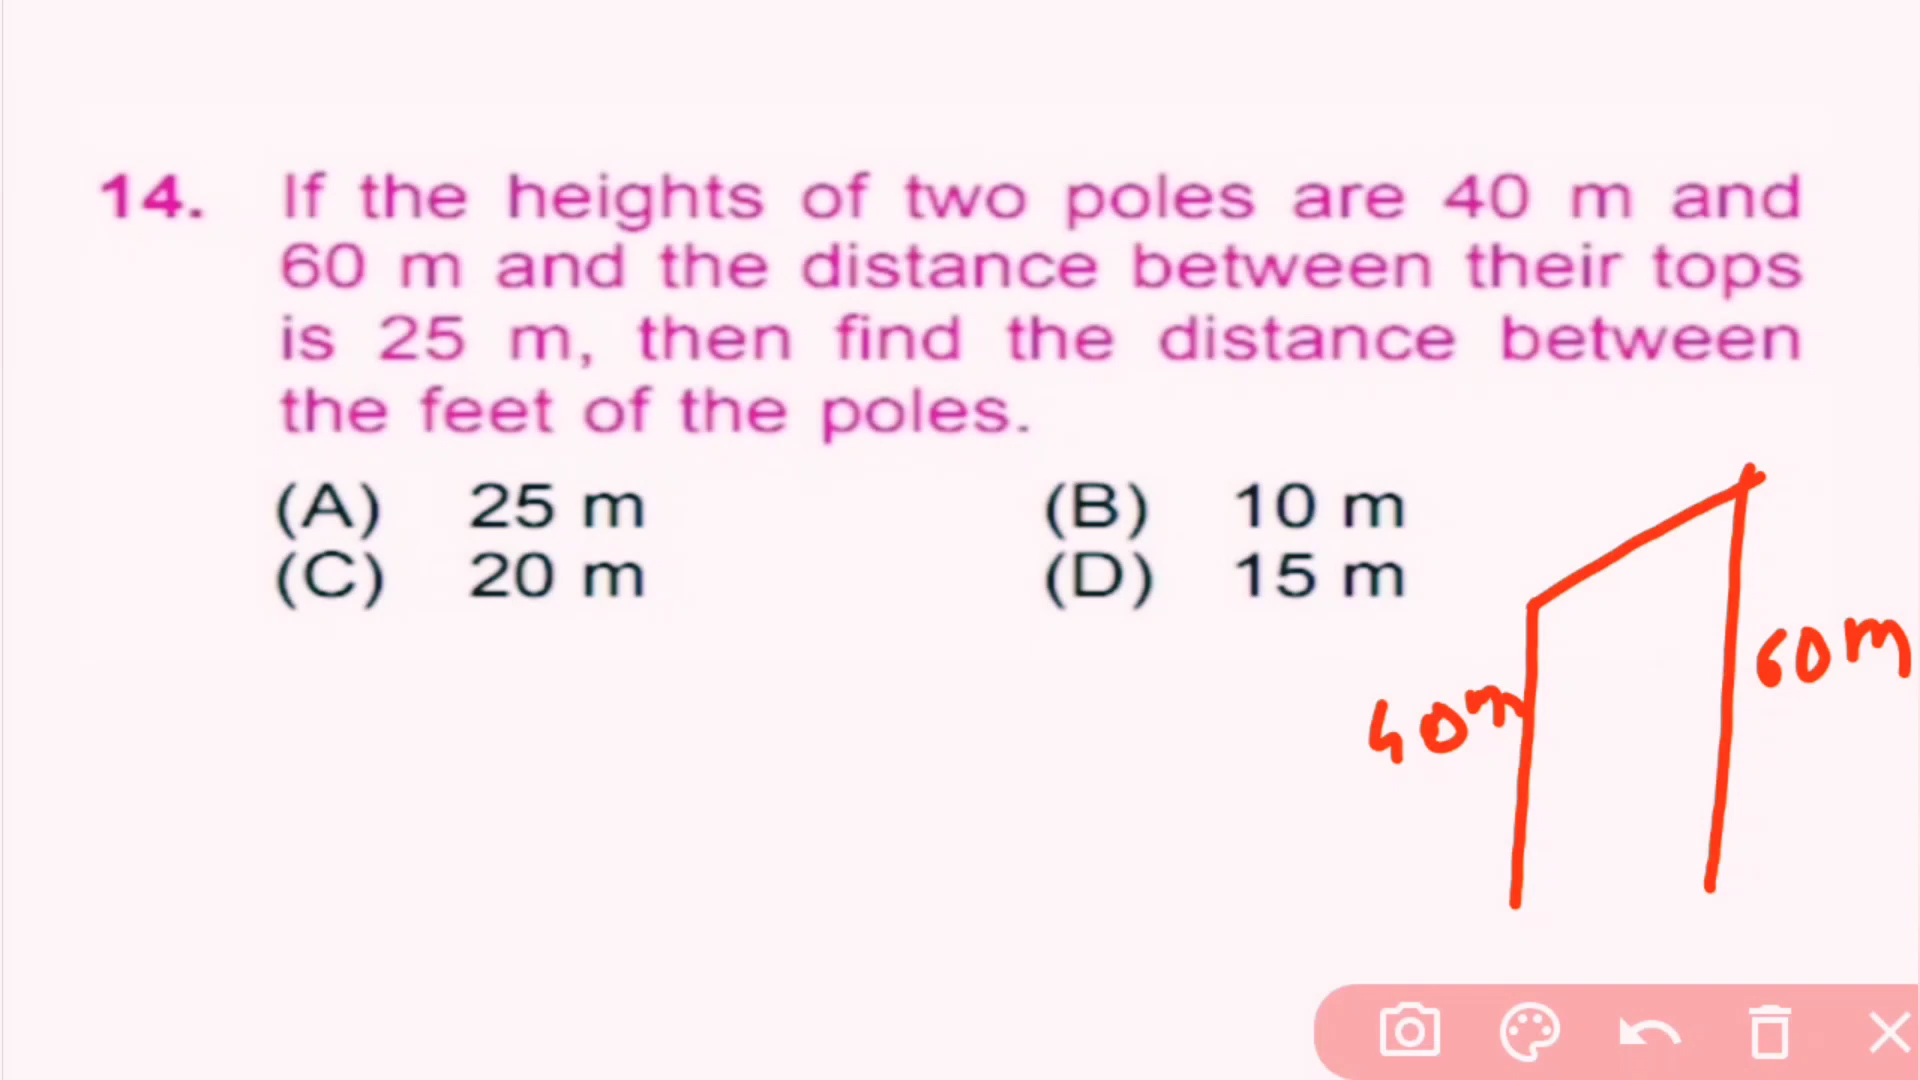 14. If the heights of two poles are 40 m and
60 m and the distance between their tops
is 25 m, then find the distance between
the feet of the poles.
(A) 25 m (B) 10 m
(C) 20 m (D) 15 m
60m
40m